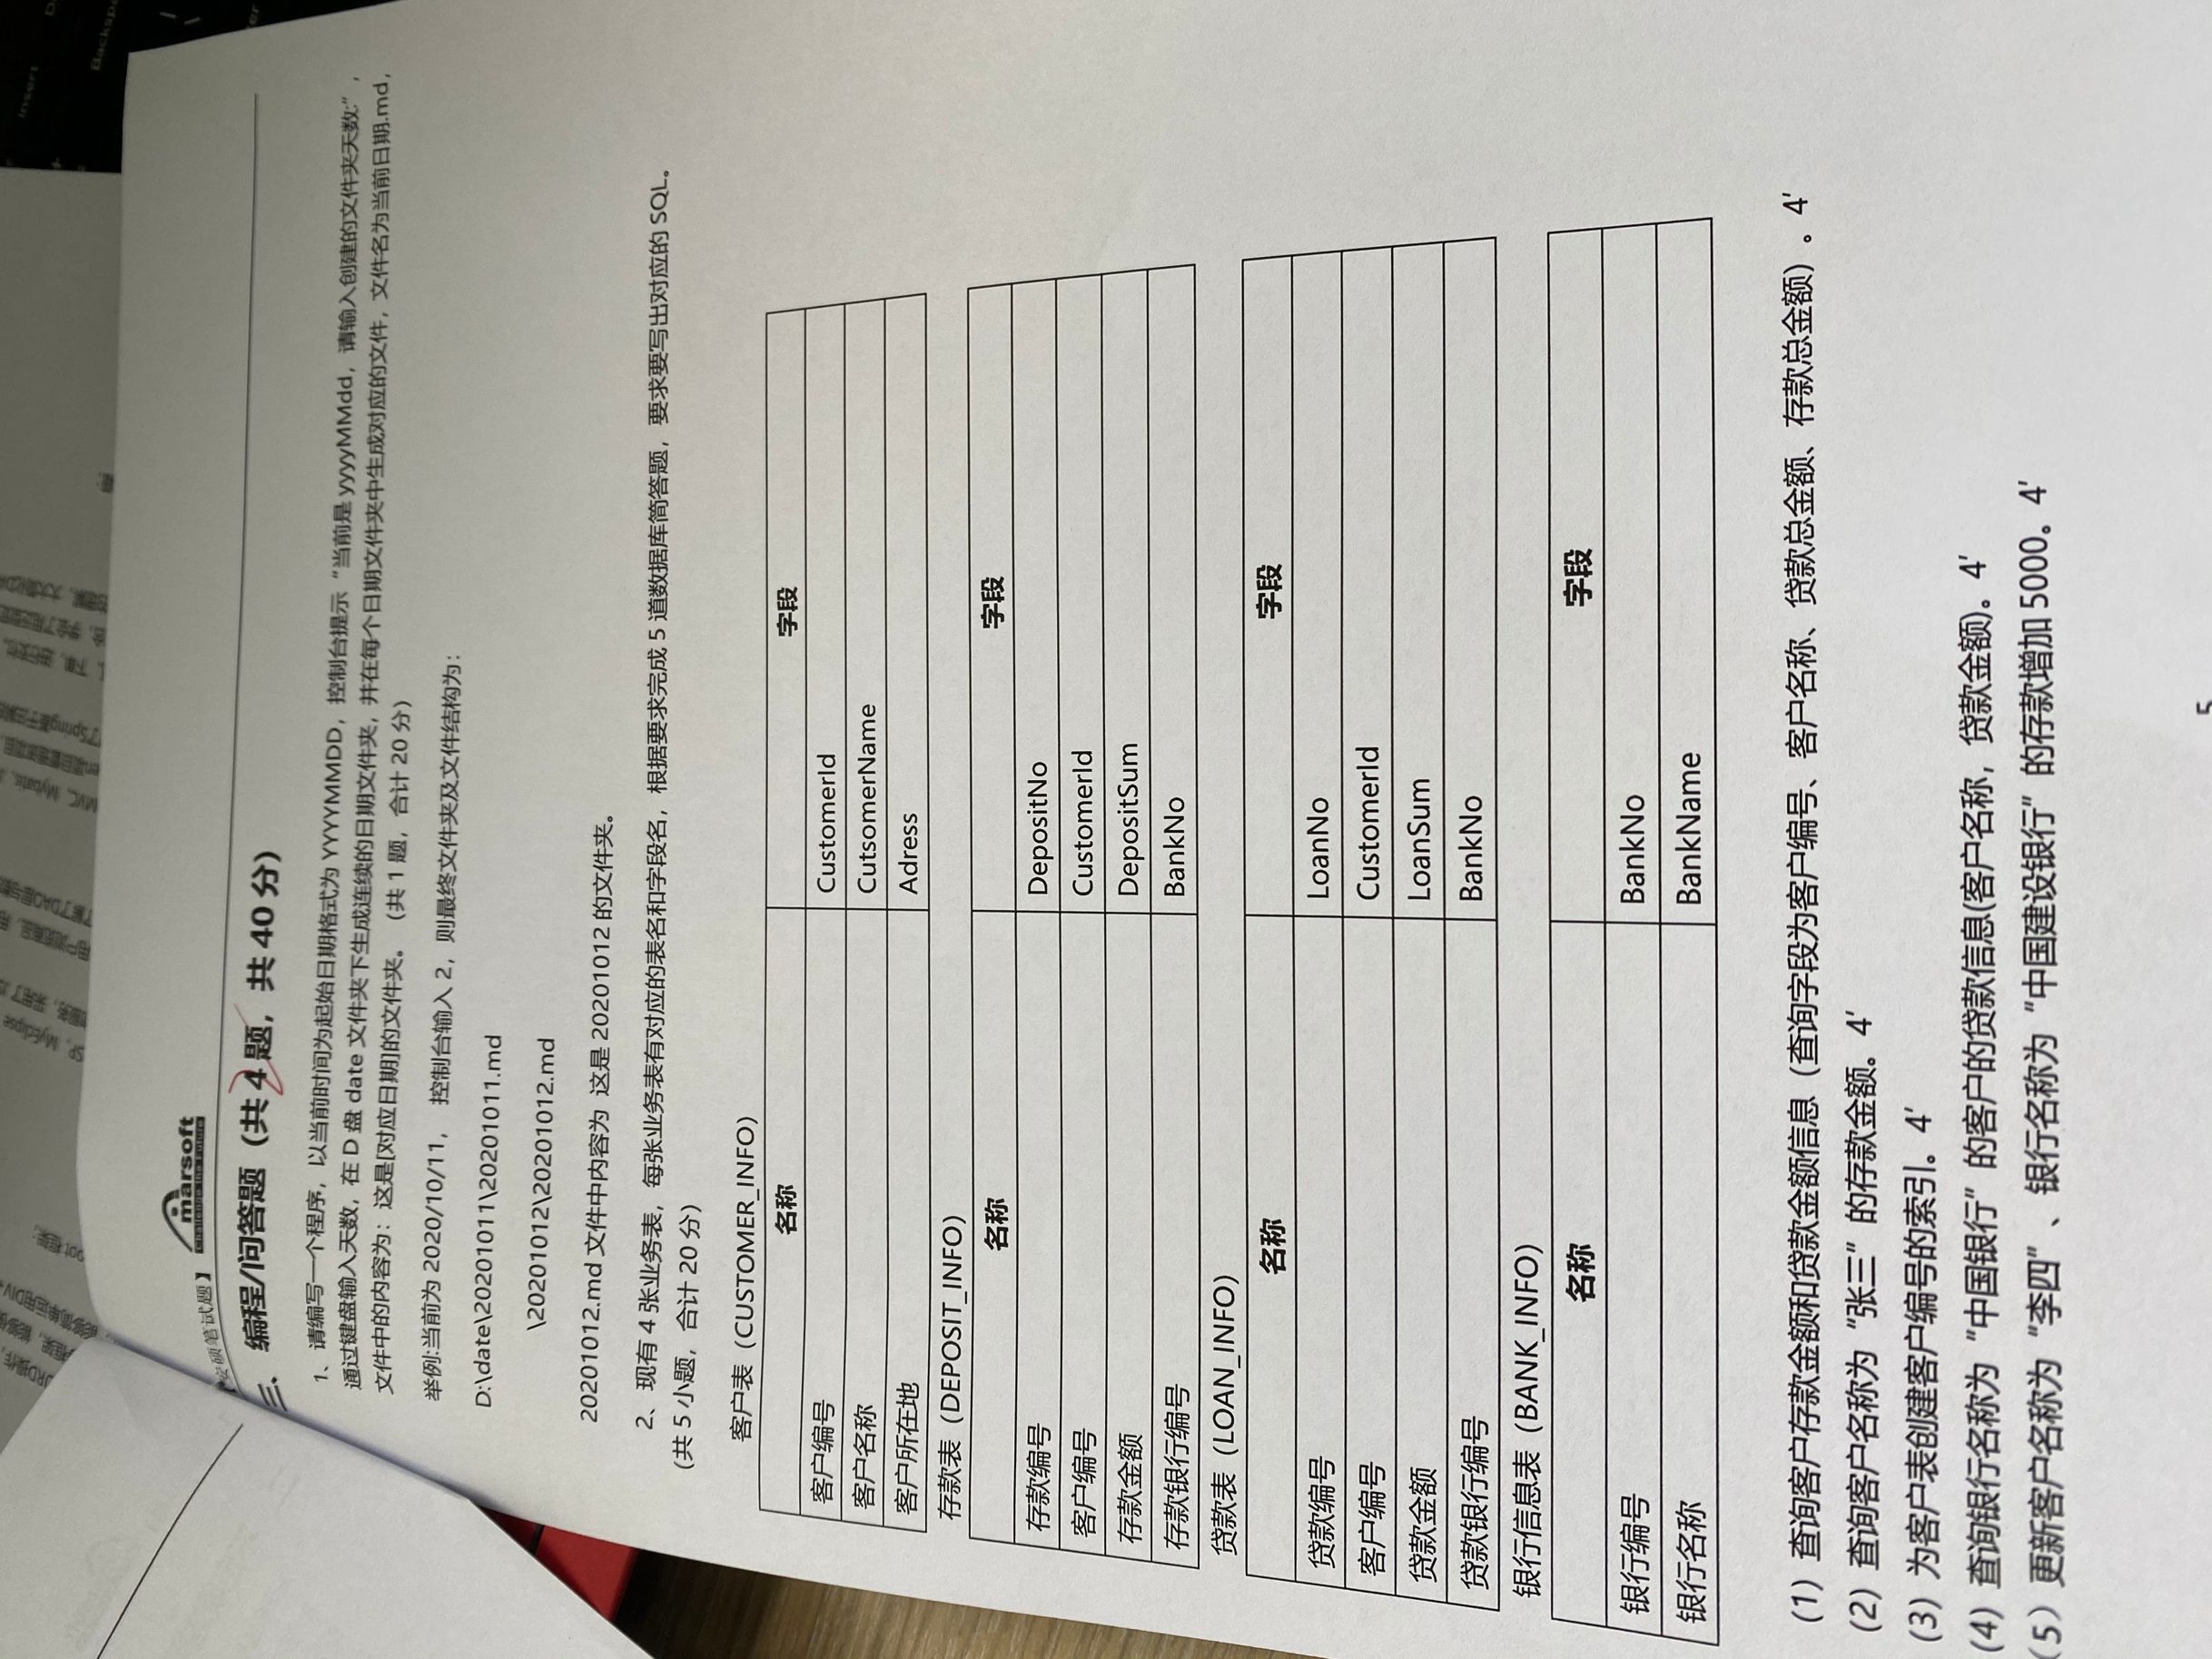 【安硕笔试题】
marsoft
Challenge the Future
三、编程/问答题（共4题，共40分）
1、请编写一个程序，以当前时间为起始日期格式为 YYYYMMDD，控制台提示“当前是 yyyyMMdd，请输入创建的文件夹天数:”，
通过键盘输入天数，在 D 盘 date 文件夹下生成连续的日期文件夹，并在每个日期文件夹中生成对应的文件，文件名为当前日期.md，
文件中的内容为：这是[对应日期]的文件夹。（共1题，合计20分）
举例:当前为 2020/10/11， 控制台输入 2，则最终文件夹及文件结构为：
D:\date\20201011\20201011.md
\20201012\20201012.md
20201012.md 文件中内容为 这是 20201012 的文件夹。
2、现有 4 张业务表，每张业务表有对应的表名和字段名，根据要求完成 5 道数据库简答题，要求要写出对应的 SQL。
（共 5 小题，合计 20 分）
客户表（CUSTOMER_INFO）
名称 字段
客户编号 CustomerId
客户名称 CutsomerName
客户所在地 Adress
存款表（DEPOSIT_INFO）
名称 字段
存款编号 DepositNo
客户编号 CustomerId
存款金额 DepositSum
存款银行编号 BankNo
贷款表（LOAN_INFO）
名称 字段
贷款编号 LoanNo
客户编号 CustomerId
贷款金额 LoanSum
贷款银行编号 BankNo
银行信息表（BANK_INFO）
名称 字段
银行编号 BankNo
银行名称 BankName
（1）查询客户存款金额和贷款金额信息（查询字段为客户编号、客户名称、贷款总金额、存款总金额）。4′
（2）查询客户名称为“张三”的存款金额。4′
（3）为客户表创建客户编号的索引。4′
（4）查询银行名称为“中国银行”的客户的贷款信息(客户名称，贷款金额)。4′
（5）更新客户名称为“李四”、银行名称为“中国建设银行”的存款增加 5000。4′
5